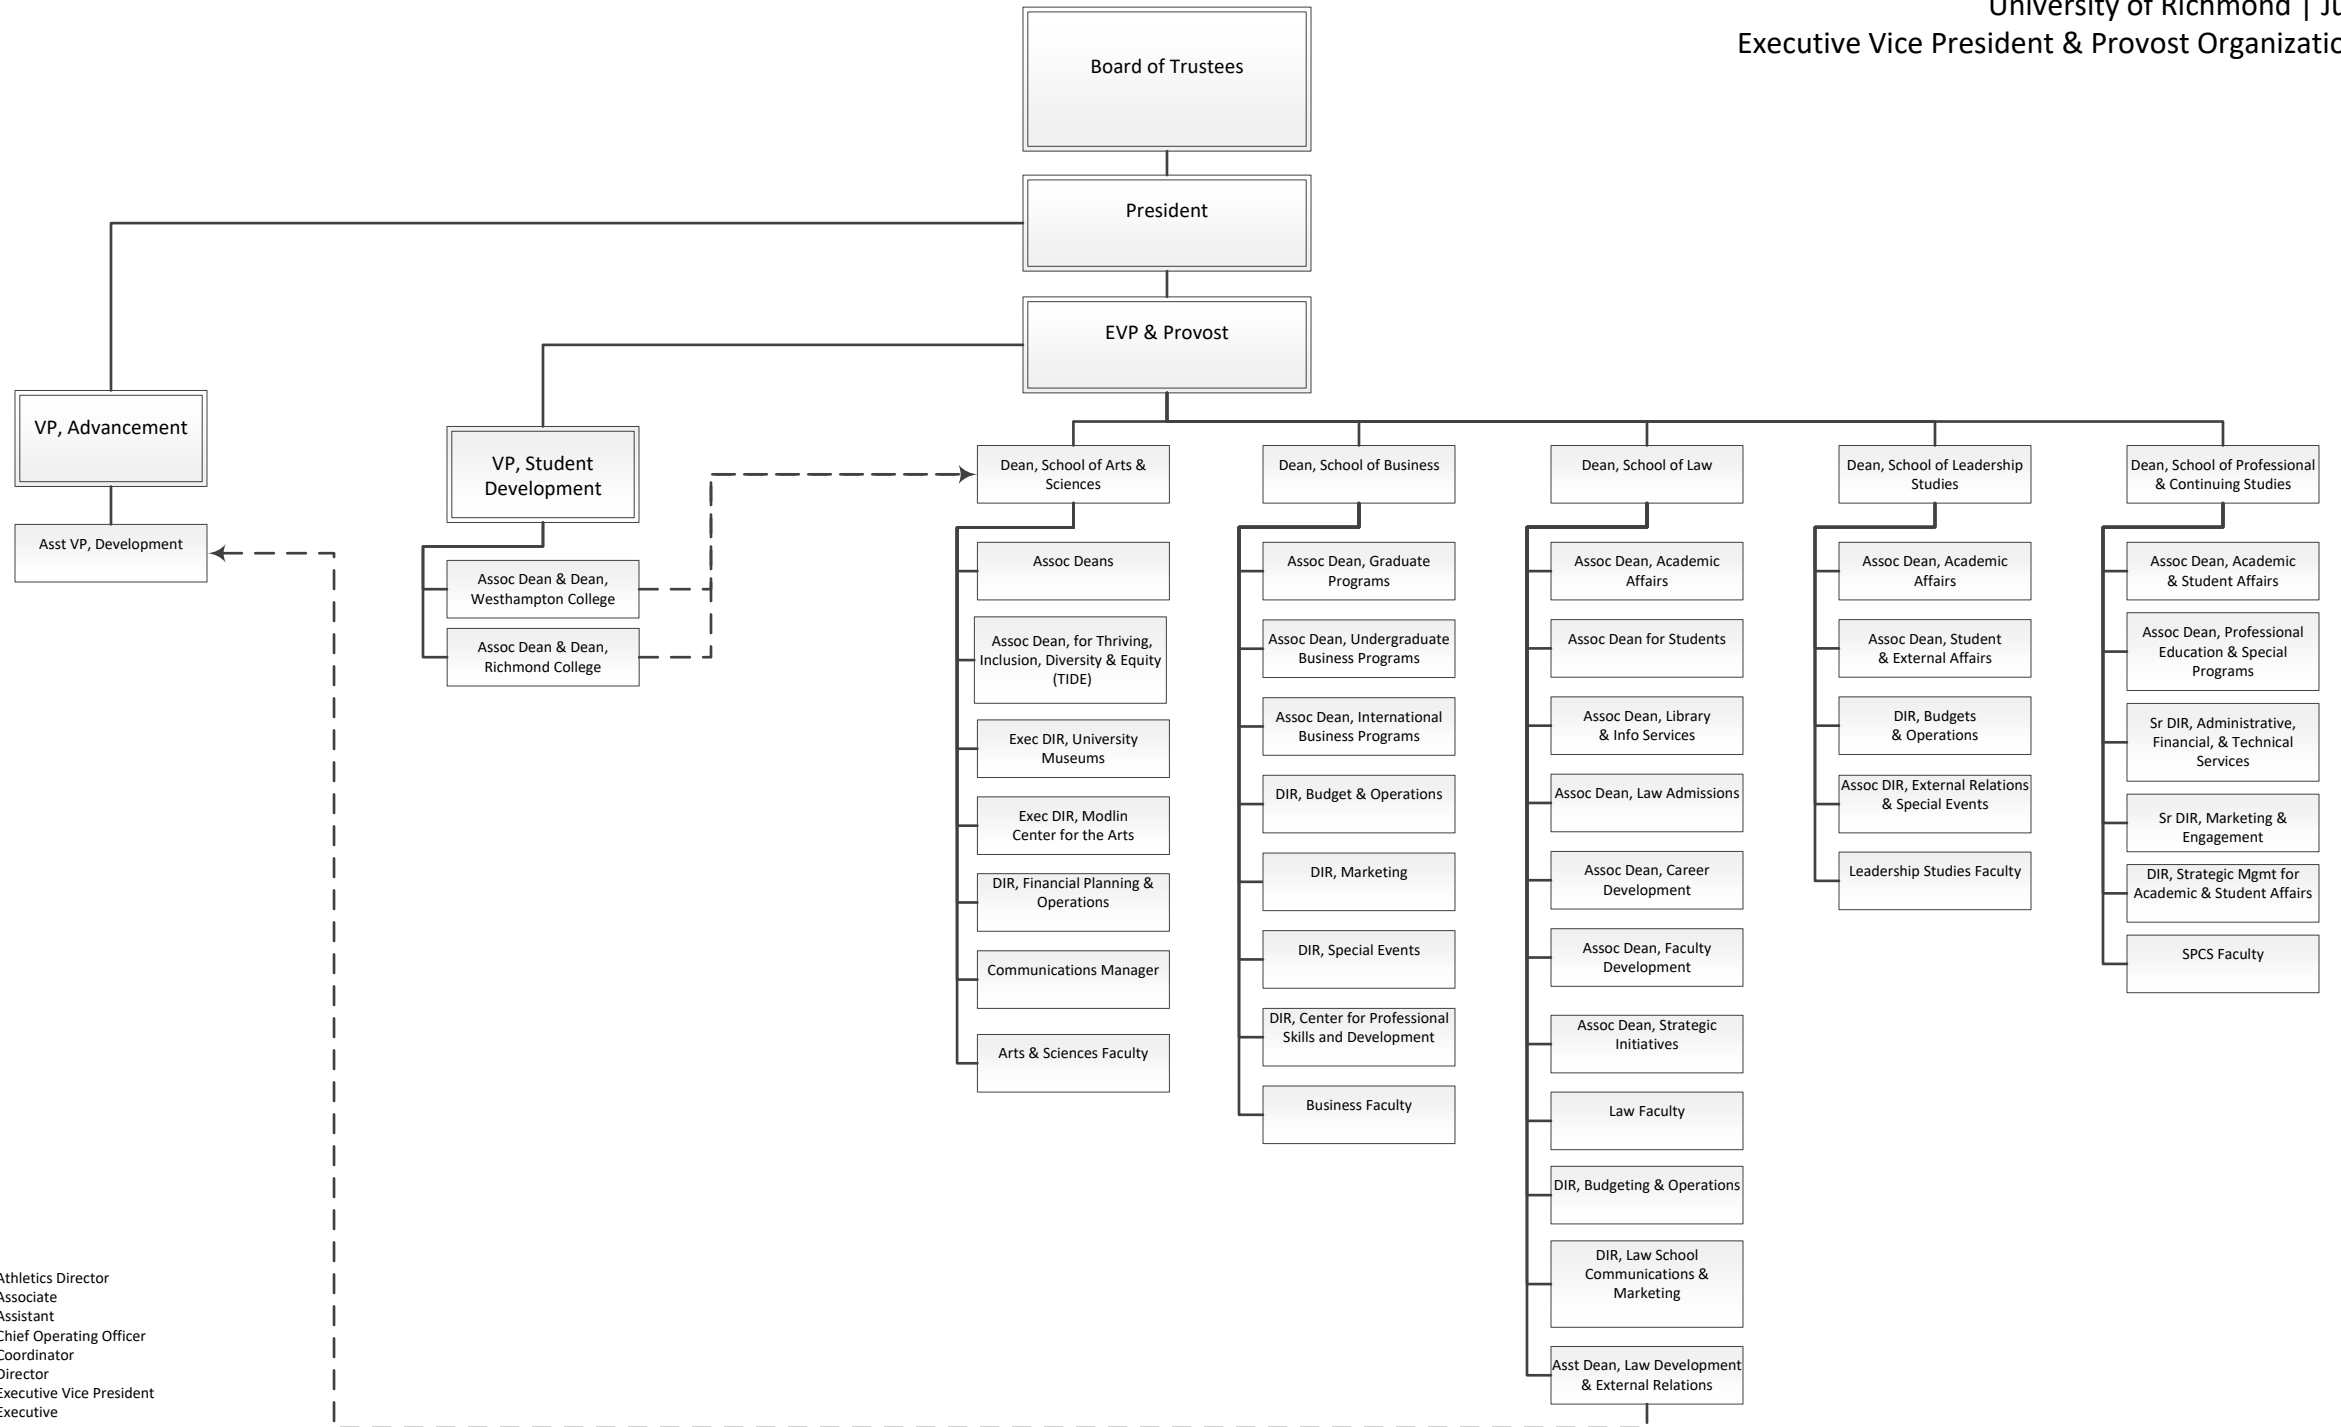 University of Richmond |
Executive Vice President & Provost
Board of Trustees
President
EVP & Provost
VP, Advancement
Asst VP, Development
VP, Student
Development
Assoc Dean & Dean,
Westhampton College
Assoc Dean & Dean,
Richmond College
Dean, School of Arts &
Sciences
Assoc Deans
Assoc Dean, for Thriving,
Inclusion, Diversity & Equity
(TIDE)
Exec DIR, University
Museums
Exec DIR, Modlin
Center for the Arts
DIR, Financial Planning &
Operations
Communications Manager
Arts & Sciences Faculty
Dean, School of Business
Assoc Dean, Graduate
Programs
Assoc Dean, Undergraduate
Business Programs
Assoc Dean, International
Business Programs
DIR, Budget & Operations
DIR, Marketing
DIR, Special Events
DIR, Center for Professional
Skills and Development
Business Faculty
Dean, School of Law
Assoc Dean, Academic
Affairs
Assoc Dean for Students
Assoc Dean, Library
& Info Services
Assoc Dean, Law Admissions
Assoc Dean, Career
Development
Assoc Dean, Faculty
Development
Assoc Dean, Strategic
Initiatives
Law Faculty
DIR, Budgeting & Operations
DIR, Law School
Communications &
Marketing
Asst Dean, Law Development
& External Relations
Dean, School of Leadership
Studies
Assoc Dean, Academic
Affairs
Assoc Dean, Student
& External Affairs
DIR, Budgets
& Operations
Assoc DIR, External Relations
& Special Events
Leadership Studies Faculty
Dean, School of Professional
& Continuing Studies
Assoc Dean, Academic
& Student Affairs
Assoc Dean, Professional
Education & Special
Programs
Sr DIR, Administrative,
Financial, & Technical
Services
Sr DIR, Marketing &
Engagement
DIR, Strategic Mgmt for
Academic & Student Affairs
SPCS Faculty
Athletics Director
Associate
Assistant
Chief Operating Officer
Coordinator
Director
Executive Vice President
Executive